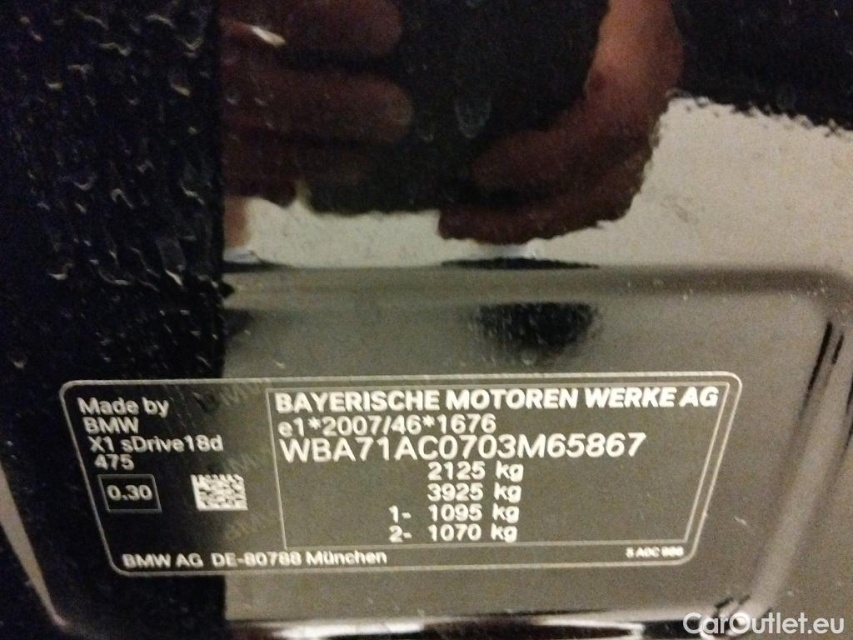 Made by
BMW
X1 sDrive18d
475
0.30
BAYERISCHE MOTOREN WERKE AG
e1*2007/46*1676
WBA71AC0703M65867
2125 kg
3925 kg
1- 1095 kg
2- 1070 kg
BMW AG DE-80788 München
CarOutlet.eu